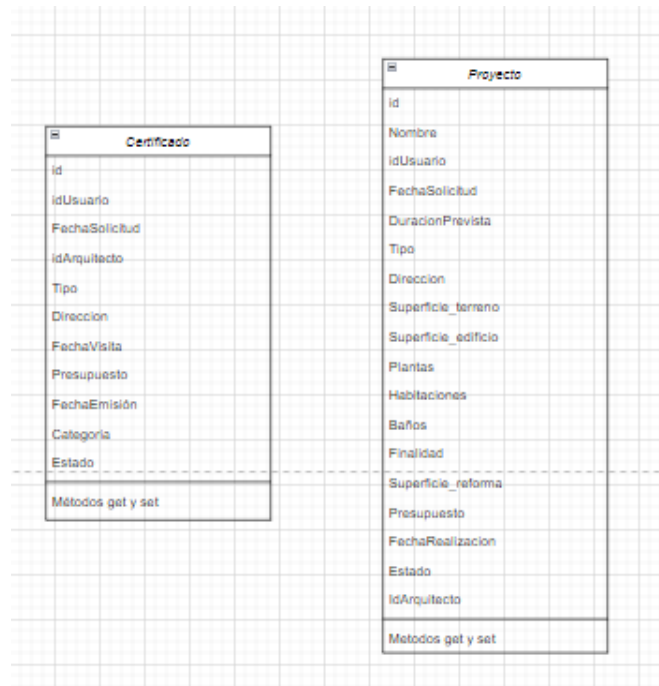 Certificado
id
idUsuario
FechaSolicitud
idArquitecto
Tipo
Direccion
FechaVisita
Presupuesto
FechaEmisión
Categoria
Estado
Métodos get y set
Proyecto
id
Nombre
idUsuario
FechaSolicitud
DuracionPrevista
Tipo
Direccion
Superficie_terreno
Superficie_edificio
Plantas
Habitaciones
Baños
Finalidad
Superficie_reforma
Presupuesto
FechaRealizacion
Estado
IdArquitecto
Metodos get y set